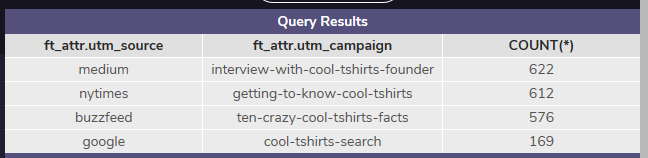 Query Results
ft_attr.utm_source ft_attr.utm_campaign COUNT(*)
medium interview-with-cool-tshirts-founder 622
nytimes getting-to-know-cool-tshirts 612
buzzfeed ten-crazy-cool-tshirts-facts 576
google cool-tshirts-search 169